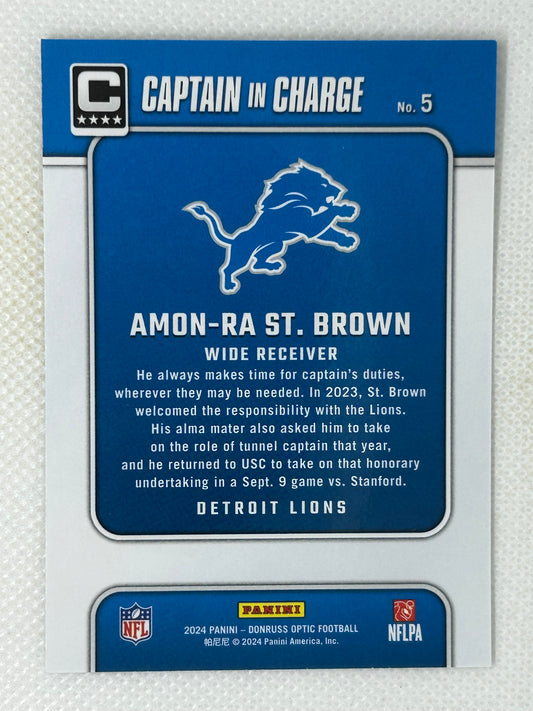 C
CAPTAIN IN CHARGE No. 5
AMON-RA ST. BROWN
WIDE RECEIVER
He always makes time for captain's duties,
wherever they may be needed. In 2023, St. Brown
welcomed the responsibility with the Lions.
His alma mater also asked him to take
on the role of tunnel captain that year,
and he returned to USC to take on that honorary
undertaking in a Sept. 9 game vs. Stanford.
DETROIT LIONS
NFL
PANINI
2024 PANINI – DONRUSS OPTIC FOOTBALL
帕尼尼 © 2024 Panini America, Inc.
NFLPA